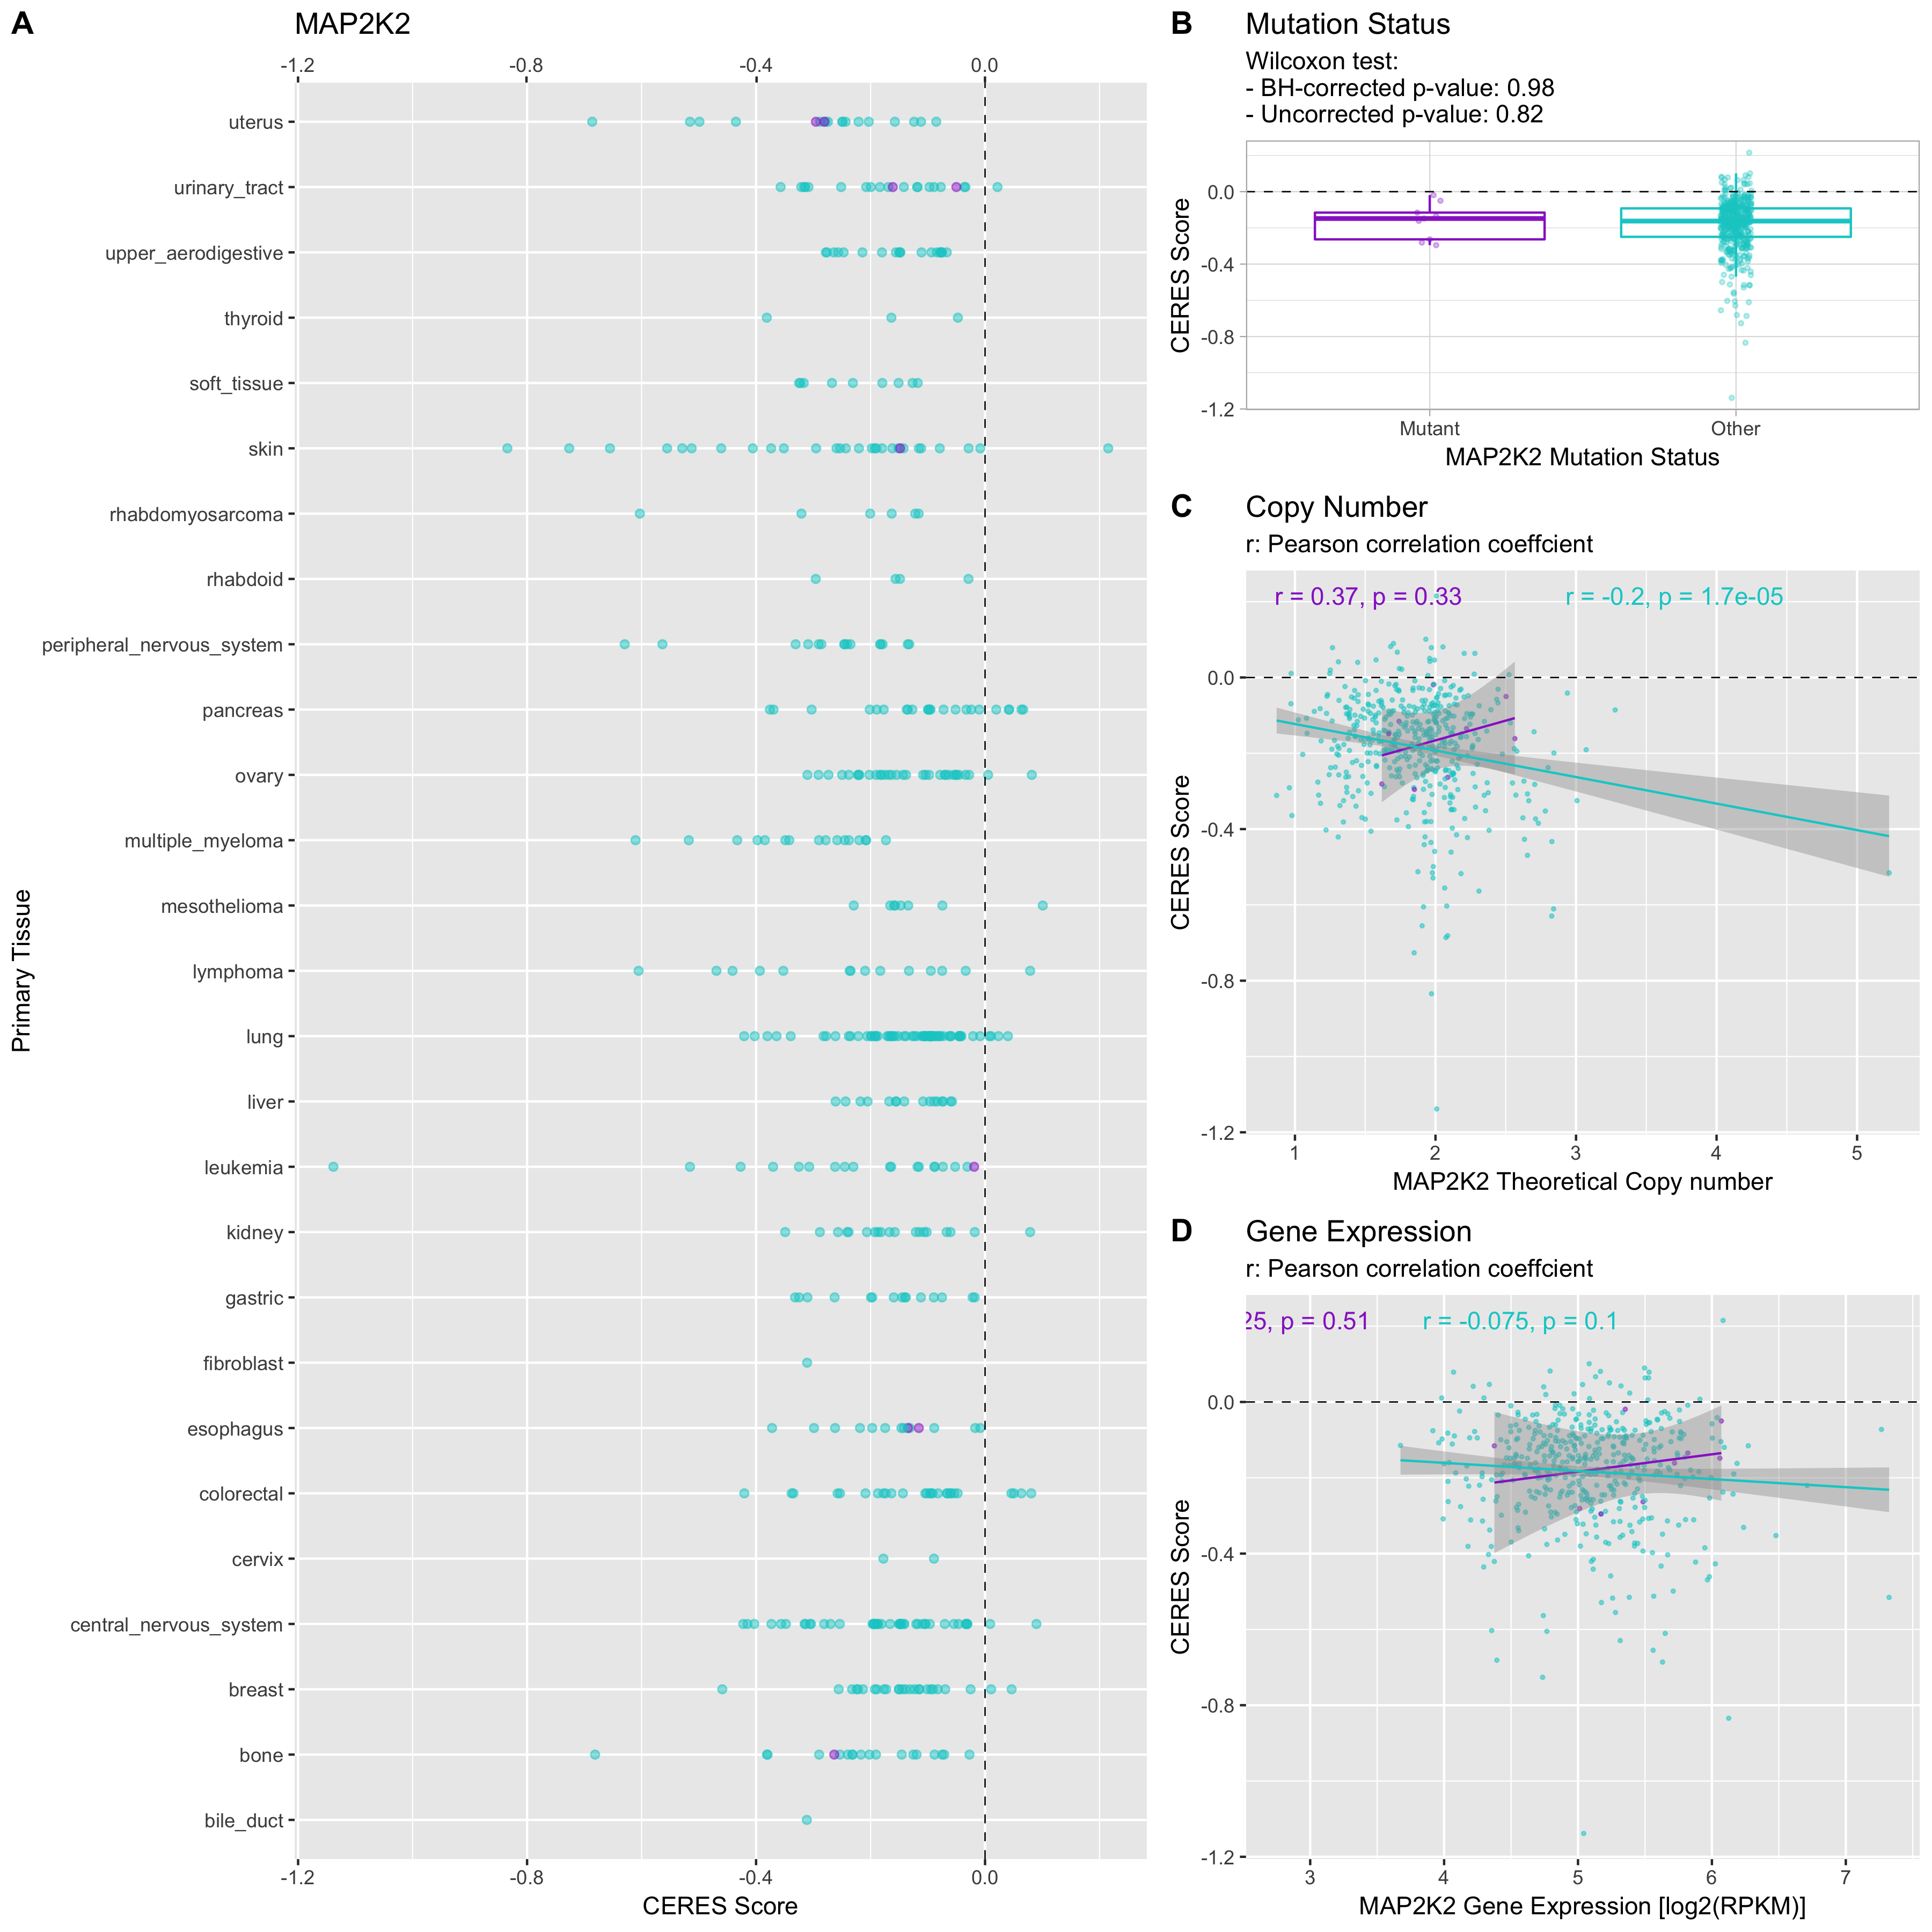 A
MAP2K2
-1.2
-0.8
-0.4
0.0
uterus
urinary_tract
upper_aerodigestive
thyroid
soft_tissue
skin
rhabdomyosarcoma
rhabdoid
peripheral_nervous_system
pancreas
ovary
multiple_myeloma
mesothelioma
lymphoma
lung
liver
leukemia
kidney
gastric
fibroblast
esophagus
colorectal
cervix
central_nervous_system
breast
bone
bile_duct
Primary Tissue
-1.2
-0.8
-0.4
0.0
CERES Score
B
Mutation Status
Wilcoxon test:
- BH-corrected p-value: 0.98
- Uncorrected p-value: 0.82
0.0
-0.4
-0.8
-1.2
CERES Score
Mutant
Other
MAP2K2 Mutation Status
C
Copy Number
r: Pearson correlation coeffcient
r = 0.37, p = 0.33
r = -0.2, p = 1.7e-05
0.0
-0.4
-0.8
-1.2
CERES Score
1
2
3
4
5
MAP2K2 Theoretical Copy number
D
Gene Expression
r: Pearson correlation coeffcient
25, p = 0.51
r = -0.075, p = 0.1
0.0
-0.4
-0.8
-1.2
CERES Score
3
4
5
6
7
MAP2K2 Gene Expression [log2(RPKM)]